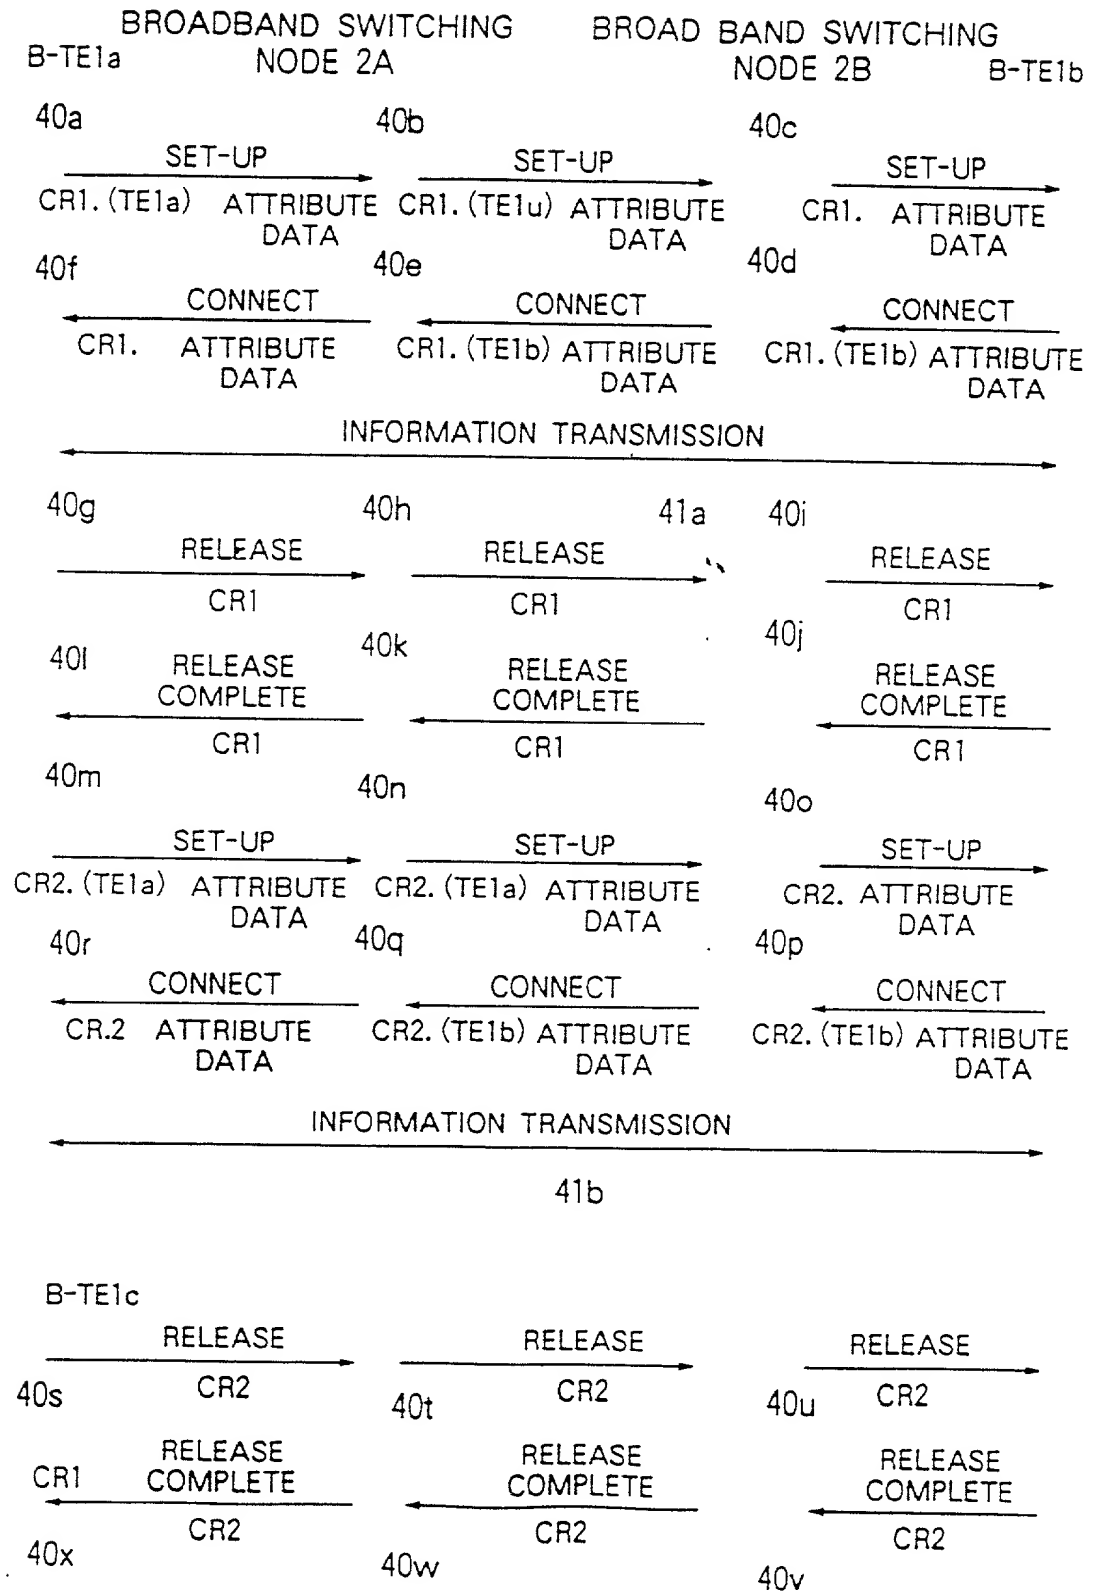 BROADBAND SWITCHING BROAD BAND SWITCHING
B-TE1a NODE 2A NODE 2B B-TE1b
40a 40b 40c
SET-UP SET-UP SET-UP
CR1. (TE1a) ATTRIBUTE CR1. (TE1u) ATTRIBUTE CR1. ATTRIBUTE
DATA DATA DATA
40f 40e 40d
CONNECT CONNECT CONNECT
CR1. ATTRIBUTE CR1. (TE1b) ATTRIBUTE CR1. (TE1b) ATTRIBUTE
DATA DATA DATA
INFORMATION TRANSMISSION
40g 40h 41a 40i
RELEASE RELEASE RELEASE
CR1 CR1 CR1
40l 40k 40j
RELEASE RELEASE RELEASE
COMPLETE COMPLETE COMPLETE
CR1 CR1 CR1
40m 40n 40o
SET-UP SET-UP SET-UP
CR2. (TE1a) ATTRIBUTE CR2. (TE1a) ATTRIBUTE CR2. ATTRIBUTE
DATA DATA DATA
40r 40q 40p
CONNECT CONNECT CONNECT
CR.2 ATTRIBUTE CR2. (TE1b) ATTRIBUTE CR2. (TE1b) ATTRIBUTE
DATA DATA DATA
INFORMATION TRANSMISSION
41b
B-TE1c
RELEASE RELEASE RELEASE
CR2 CR2 CR2
40s 40t 40u
RELEASE RELEASE RELEASE
CR1 COMPLETE COMPLETE COMPLETE
CR2 CR2 CR2
40x 40w 40v